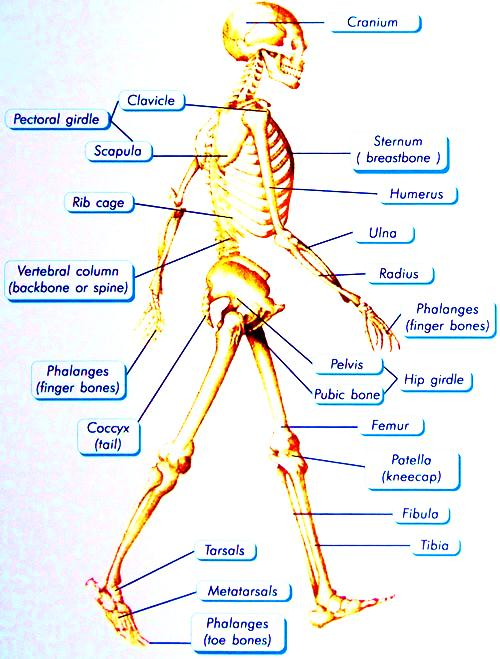 Cranium
Clavicle
Pectoral girdle
Scapula
Sternum
( breastbone )
Rib cage
Humerus
Ulna
Vertebral column
(backbone or spine)
Radius
Phalanges
(finger bones)
Phalanges
(finger bones)
Pelvis
Hip girdle
Pubic bone
Coccyx
(tail)
Femur
Patella
(kneecap)
Fibula
Tarsals
Tibia
Metatarsals
Phalanges
(toe bones)